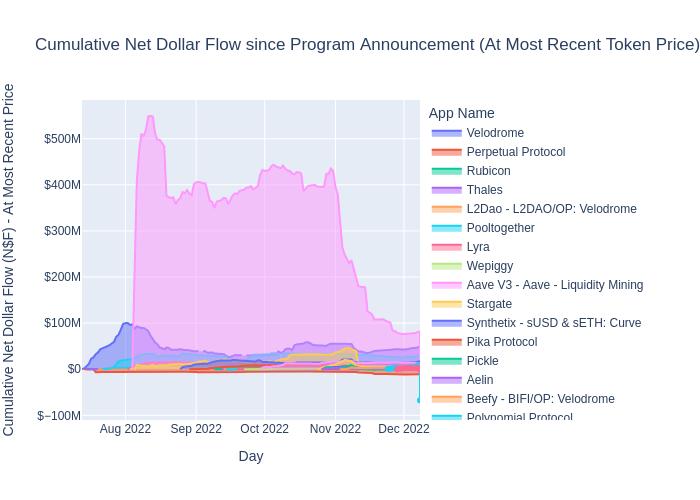 Cumulative Net Dollar Flow since Program Announcement (At Most Recent Token Price)
Cumulative Net Dollar Flow (N$F) - At Most Recent Price
$500M
$400M
$300M
$200M
$100M
$0
$−100M
Aug 2022
Sep 2022
Oct 2022
Nov 2022
Dec 2022
Day
App Name
Velodrome
Perpetual Protocol
Rubicon
Thales
L2Dao - L2DAO/OP: Velodrome
Pooltogether
Lyra
Wepiggy
Aave V3 - Aave - Liquidity Mining
Stargate
Synthetix - sUSD & sETH: Curve
Pika Protocol
Pickle
Aelin
Beefy - BIFI/OP: Velodrome
Polynomial Protocol